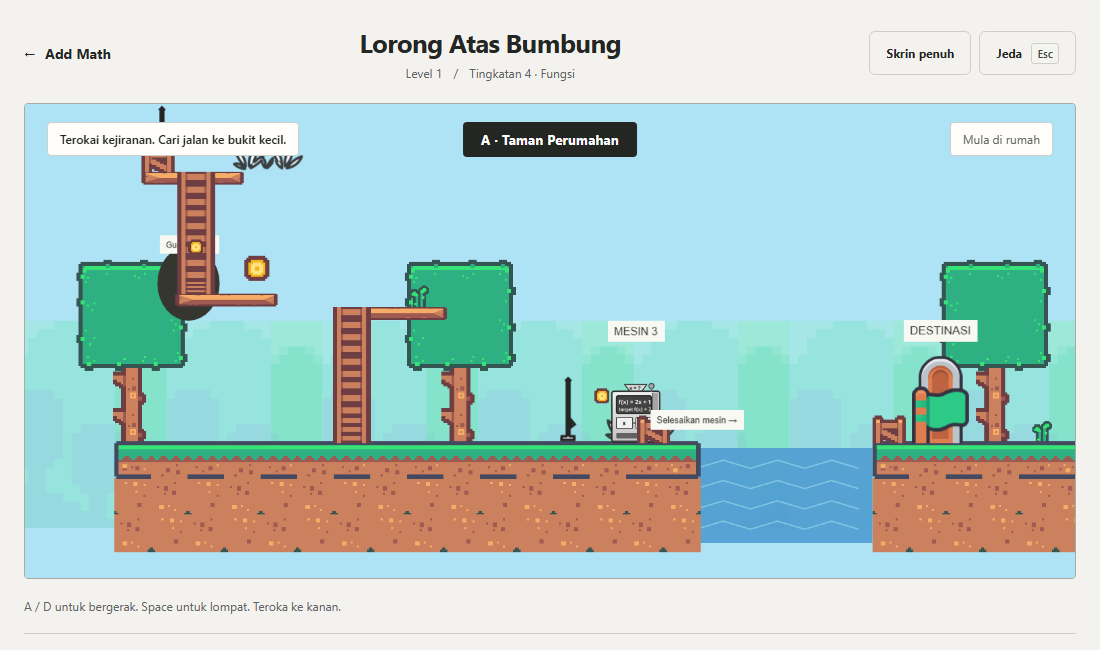 ← Add Math
Lorong Atas Bumbung
Level 1 / Tingkatan 4 · Fungsi
Skrin penuh
Jeda Esc
Terokai kejiranan. Cari jalan ke bukit kecil.
A · Taman Perumahan
Mula di rumah
MESIN 3
DESTINASI
f(x) = 2x + 1
x
Selesaikan mesin →
A / D untuk bergerak. Space untuk lompat. Teroka ke kanan.